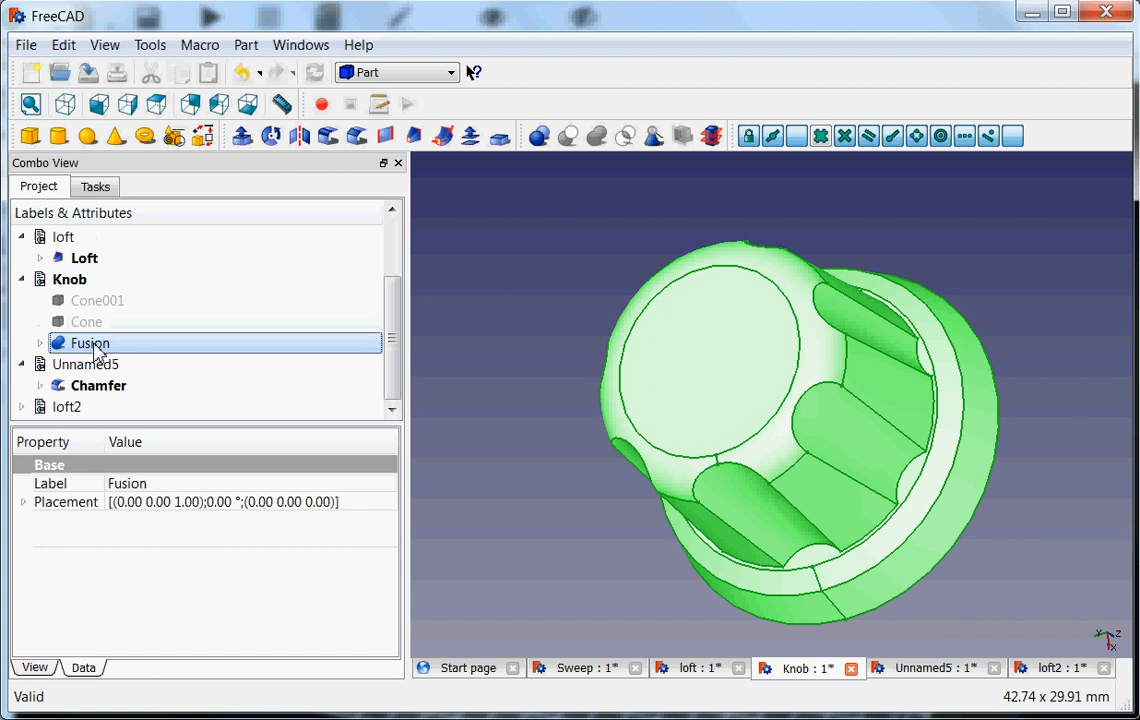 FreeCAD
File Edit View Tools Macro Part Windows Help
Part
Combo View
Project Tasks
Labels & Attributes
loft
Loft
Knob
Cone001
Cone
Fusion
Unnamed5
Chamfer
loft2
Property Value
Base
Label Fusion
Placement [(0.00 0.00 1.00);0.00 °;(0.00 0.00 0.00)]
Y Z
X
View Data
Start page Sweep : 1* loft : 1* Knob : 1* Unnamed5 : 1* loft2 : 1*
Valid 42.74 x 29.91 mm